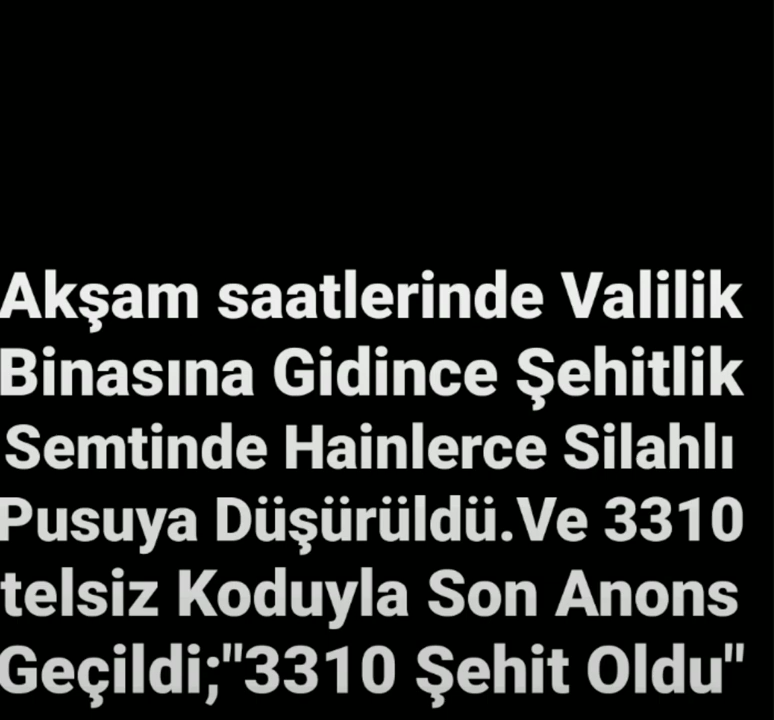 Akşam saatlerinde Valilik
Binasına Gidince Şehitlik
Semtinde Hainlerce Silahlı
Pusuya Düşürüldü.Ve 3310
telsiz Koduyla Son Anons
Geçildi;"3310 Şehit Oldu"